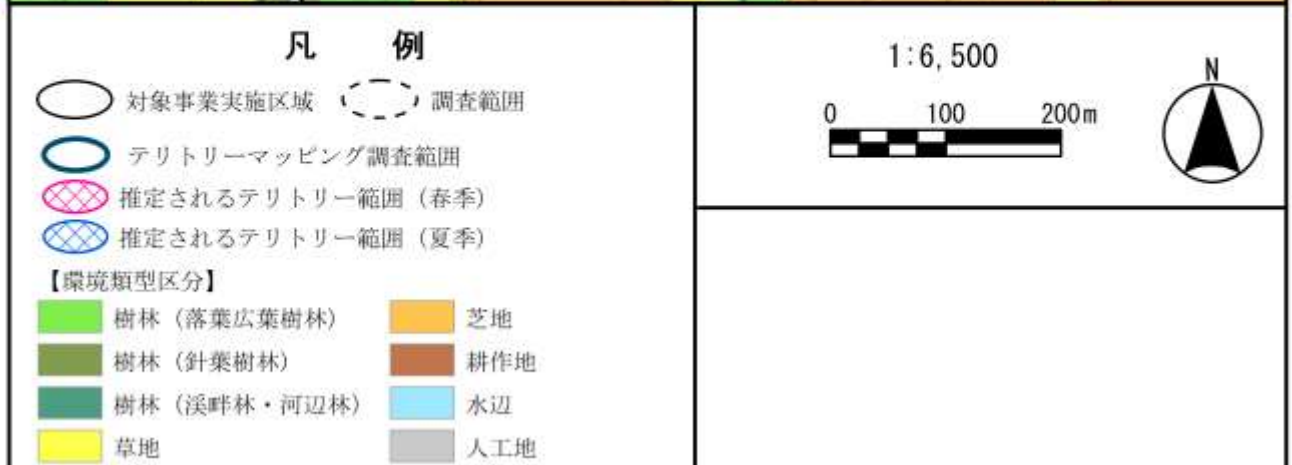 凡 例
対象事業実施区域 調査範囲
テリトリーマッピング調査範囲
推定されるテリトリー範囲（春季）
推定されるテリトリー範囲（夏季）
【環境類型区分】
樹林（落葉広葉樹林） 芝地
樹林（針葉樹林） 耕作地
樹林（渓畔林・河辺林） 水辺
草地 人工地
1:6,500
0 100 200m
N